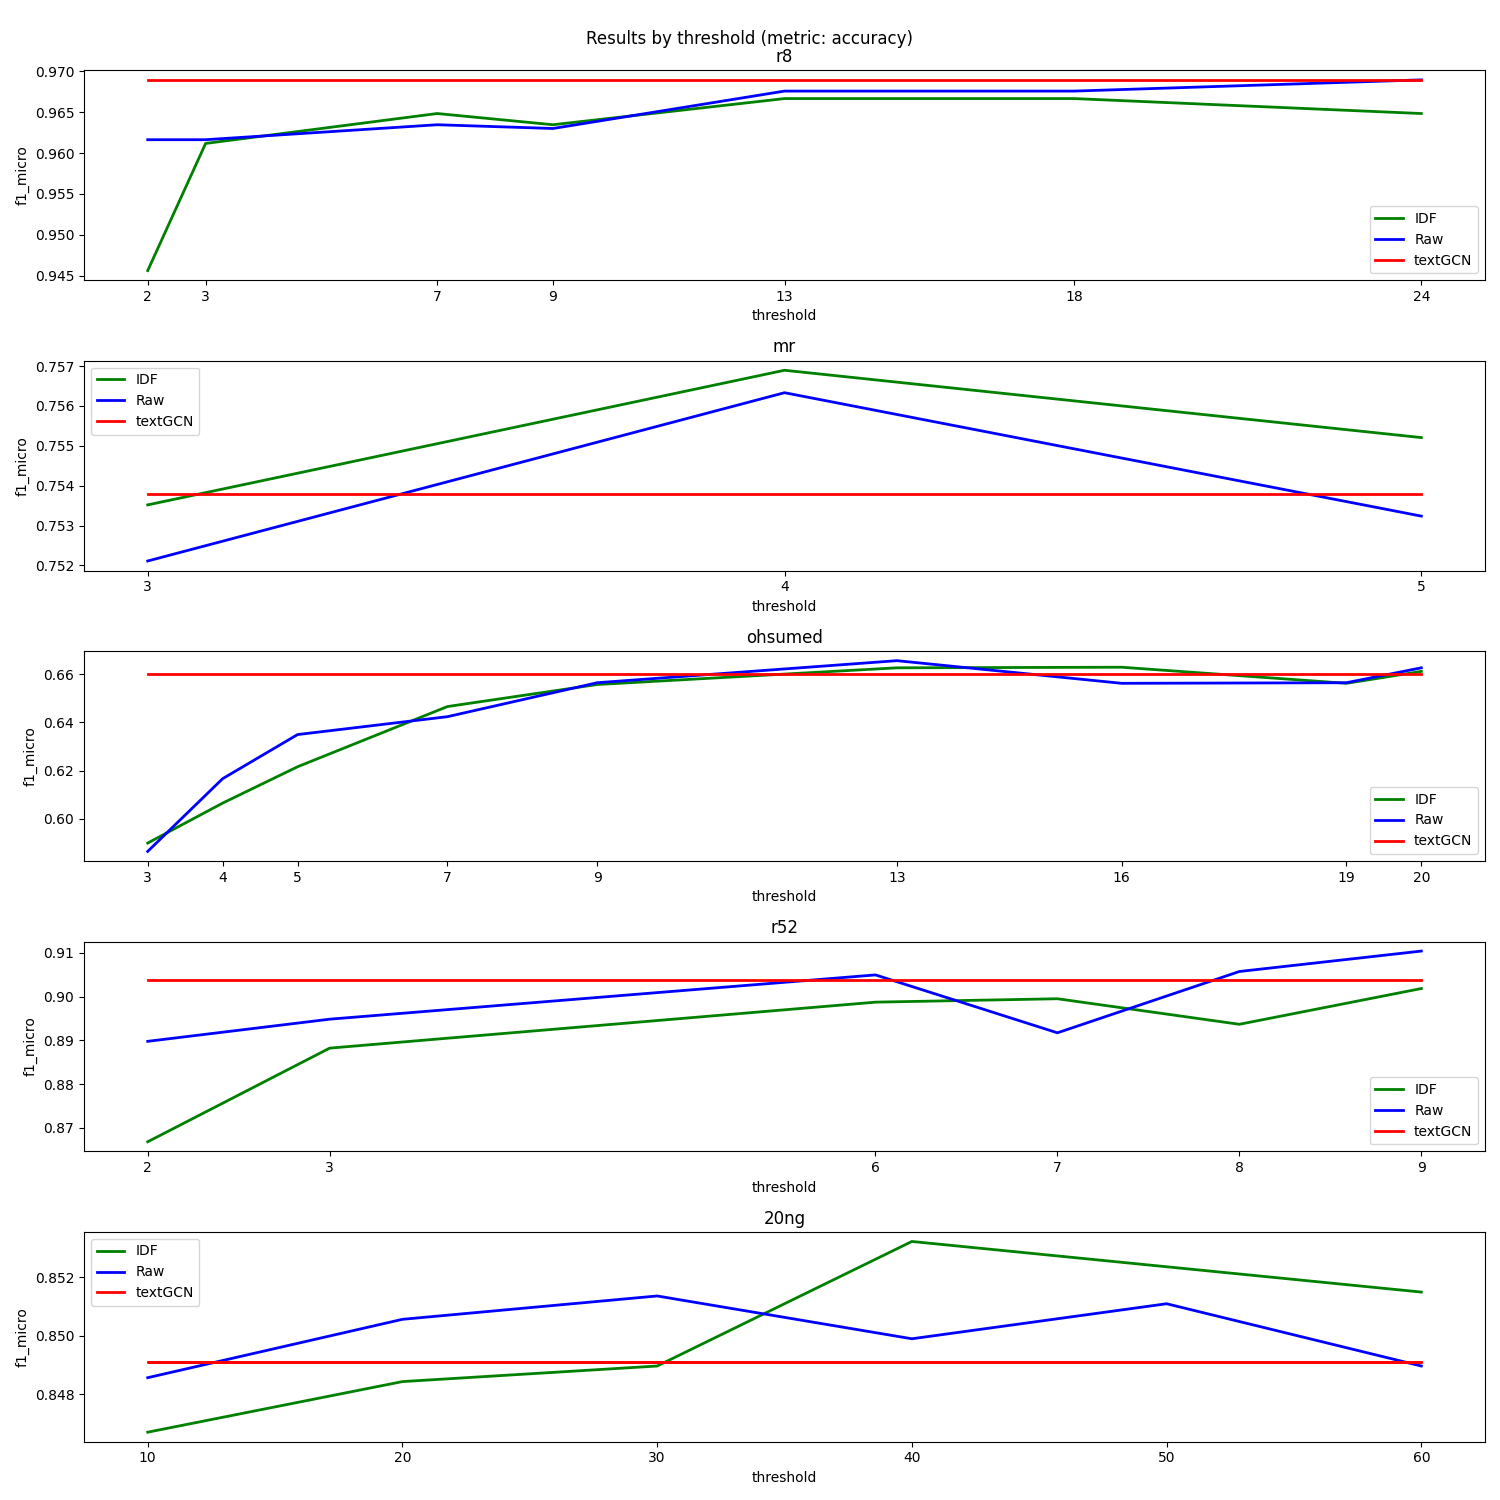 Results by threshold (metric: accuracy)
r8
0.970
0.965
0.960
0.955
0.950
0.945
f1_micro
IDF
Raw
textGCN
2 3 7 9 13 18 24
threshold
mr
0.757
0.756
0.755
0.754
0.753
0.752
f1_micro
IDF
Raw
textGCN
3 4 5
threshold
ohsumed
0.66
0.64
0.62
0.60
f1_micro
IDF
Raw
textGCN
3 4 5 7 9 13 16 19 20
threshold
r52
0.91
0.90
0.89
0.88
0.87
f1_micro
IDF
Raw
textGCN
2 3 6 7 8 9
threshold
20ng
0.852
0.850
0.848
f1_micro
IDF
Raw
textGCN
10 20 30 40 50 60
threshold